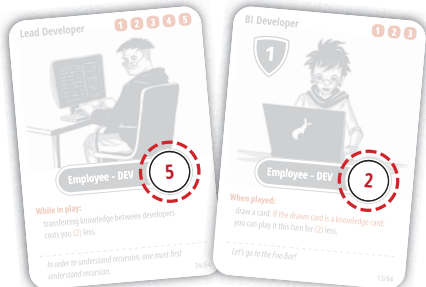 Lead Developer
1 2 3 4 5
Employee - DEV
5
While in play:
transferring knowledge between developers
costs you (2) less.
In order to understand recursion, one must first
understand recursion.
24/64
BI Developer
1 2 3
1
Employee - DEV
2
When played:
draw a card. If the drawn card is a knowledge card
you can play it this turn for (2) less.
Let's go to the Foo Bar!
13/64